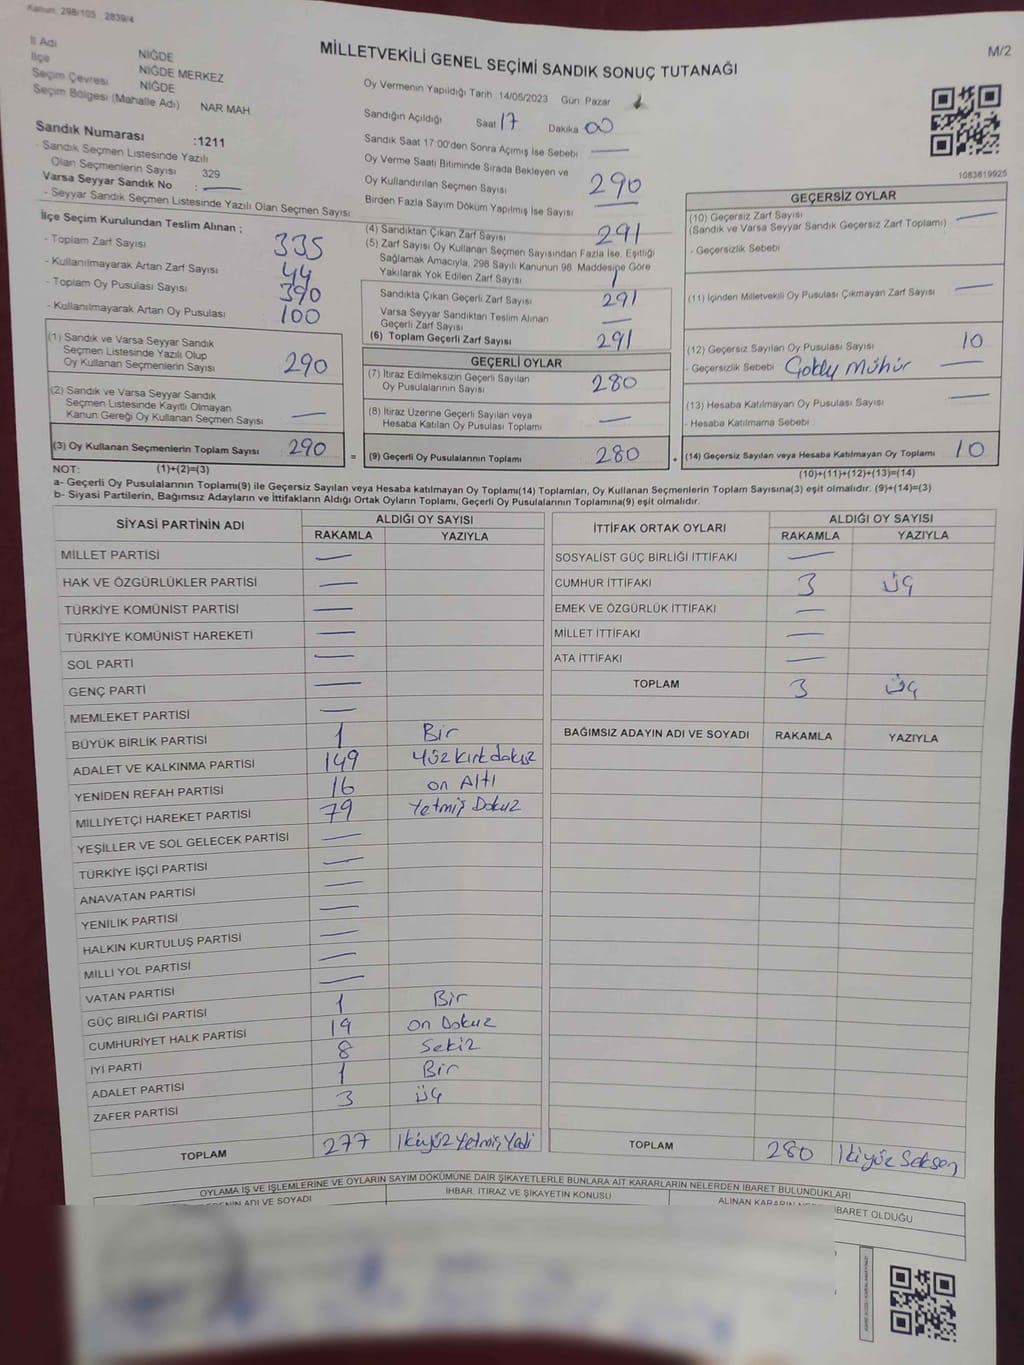 Kanun: 298/105 , 2839/4
M/2
MİLLETVEKİLİ GENEL SEÇİMİ SANDIK SONUÇ TUTANAĞI
İl Adı NİĞDE
İlçe NİĞDE MERKEZ
Seçim Çevresi NİĞDE
Seçim Bölgesi (Mahalle Adı) NAR MAH
Sandık Numarası :1211
- Sandık Seçmen Listesinde Yazılı
Olan Seçmenlerin Sayısı 329
Varsa Seyyar Sandık No :
- Seyyar Sandık Seçmen Listesinde Yazılı Olan Seçmen Sayısı
İlçe Seçim Kurulundan Teslim Alınan ;
- Toplam Zarf Sayısı 335
- Kullanılmayarak Artan Zarf Sayısı 44
- Toplam Oy Pusulası Sayısı 390
- Kullanılmayarak Artan Oy Pusulası 100
(1) Sandık ve Varsa Seyyar Sandık
Seçmen Listesinde Yazılı Olup
Oy Kullanan Seçmenlerin Sayısı 290
(2) Sandık ve Varsa Seyyar Sandık
Seçmen Listesinde Kayıtlı Olmayan
Kanun Gereği Oy Kullanan Seçmen Sayısı —
(3) Oy Kullanan Seçmenlerin Toplam Sayısı 290
Oy Vermenin Yapıldığı Tarih :14/05/2023 Gün: Pazar
Sandığın Açıldığı Saat 17 Dakika 00
Sandık Saat 17:00'den Sonra Açımış İse Sebebi —
Oy Verme Saati Bitiminde Sırada Bekleyen ve
Oy Kullandırılan Seçmen Sayısı 290
Birden Fazla Sayım Döküm Yapılmış İse Sayısı —
(4) Sandıktan Çıkan Zarf Sayısı 291
(5) Zarf Sayısı Oy Kullanan Seçmen Sayısından Fazla İse, Eşitliği
Sağlamak Amacıyla, 298 Sayılı Kanunun 98. Maddesine Göre
Yakılarak Yok Edilen Zarf Sayısı 1
Sandıkta Çıkan Geçerli Zarf Sayısı 291
Varsa Seyyar Sandıktan Teslim Alınan
Geçerli Zarf Sayısı —
(6) Toplam Geçerli Zarf Sayısı 291
GEÇERLİ OYLAR
(7) İtiraz Edilmeksizin Geçerli Sayılan
Oy Pusulalarının Sayısı 280
(8) İtiraz Üzerine Geçerli Sayılan veya
Hesaba Katılan Oy Pusulası Toplamı —
= (9) Geçerli Oy Pusulalarının Toplamı 280
1083619925
GEÇERSİZ OYLAR
(10) Geçersiz Zarf Sayısı —
(Sandık ve Varsa Seyyar Sandık Geçersiz Zarf Toplamı)
- Geçersizlik Sebebi
(11) İçinden Milletvekili Oy Pusulası Çıkmayan Zarf Sayısı —
(12) Geçersiz Sayılan Oy Pusulası Sayısı 10
- Geçersizlik Sebebi Çoklu Mühür
(13) Hesaba Katılmayan Oy Pusulası Sayısı —
- Hesaba Katılmama Sebebi
+ (14) Geçersiz Sayılan veya Hesaba Katılmayan Oy Toplamı 10
NOT: (1)+(2)=(3) (10)+(11)+(12)+(13)=(14)
a- Geçerli Oy Pusulalarının Toplamı(9) ile Geçersiz Sayılan veya Hesaba katılmayan Oy Toplamı(14) Toplamları, Oy Kullanan Seçmenlerin Toplam Sayısına(3) eşit olmalıdır. (9)+(14)=(3)
b- Siyasi Partilerin, Bağımsız Adayların ve İttifakların Aldığı Ortak Oyların Toplamı, Geçerli Oy Pusulalarının Toplamına(9) eşit olmalıdır.
SİYASİ PARTİNİN ADI ALDIĞI OY SAYISI
RAKAMLA YAZIYLA
MİLLET PARTİSİ —
HAK VE ÖZGÜRLÜKLER PARTİSİ —
TÜRKİYE KOMÜNİST PARTİSİ —
TÜRKİYE KOMÜNİST HAREKETİ —
SOL PARTİ —
GENÇ PARTİ —
MEMLEKET PARTİSİ —
BÜYÜK BİRLİK PARTİSİ 1 Bir
ADALET VE KALKINMA PARTİSİ 149 Yüz kırk dokuz
YENİDEN REFAH PARTİSİ 16 on Altı
MİLLİYETÇİ HAREKET PARTİSİ 79 Yetmiş Dokuz
YEŞİLLER VE SOL GELECEK PARTİSİ —
TÜRKİYE İŞÇİ PARTİSİ —
ANAVATAN PARTİSİ —
YENİLİK PARTİSİ —
HALKIN KURTULUŞ PARTİSİ —
MİLLİ YOL PARTİSİ —
VATAN PARTİSİ —
GÜÇ BİRLİĞİ PARTİSİ 1 Bir
CUMHURİYET HALK PARTİSİ 19 on Dokuz
İYİ PARTİ 8 Sekiz
ADALET PARTİSİ 1 Bir
ZAFER PARTİSİ 3 üç
TOPLAM 277 İkiyüz Yetmiş Yedi
İTTİFAK ORTAK OYLARI ALDIĞI OY SAYISI
RAKAMLA YAZIYLA
SOSYALİST GÜÇ BİRLİĞİ İTTİFAKI —
CUMHUR İTTİFAKI 3 üç
EMEK VE ÖZGÜRLÜK İTTİFAKI —
MİLLET İTTİFAKI —
ATA İTTİFAKI —
TOPLAM 3 üç
BAĞIMSIZ ADAYIN ADI VE SOYADI RAKAMLA YAZIYLA
TOPLAM 280 İkiyüz Seksen
OYLAMA İŞ VE İŞLEMLERİNE VE OYLARIN SAYIM DÖKÜMÜNE DAİR ŞİKAYETLERLE BUNLARA AİT KARARLARIN NELERDEN İBARET BULUNDUKLARI
ADI VE SOYADI İHBAR, İTİRAZ VE ŞİKAYETİN KONUSU ALINAN KARARIN İBARET OLDUĞU